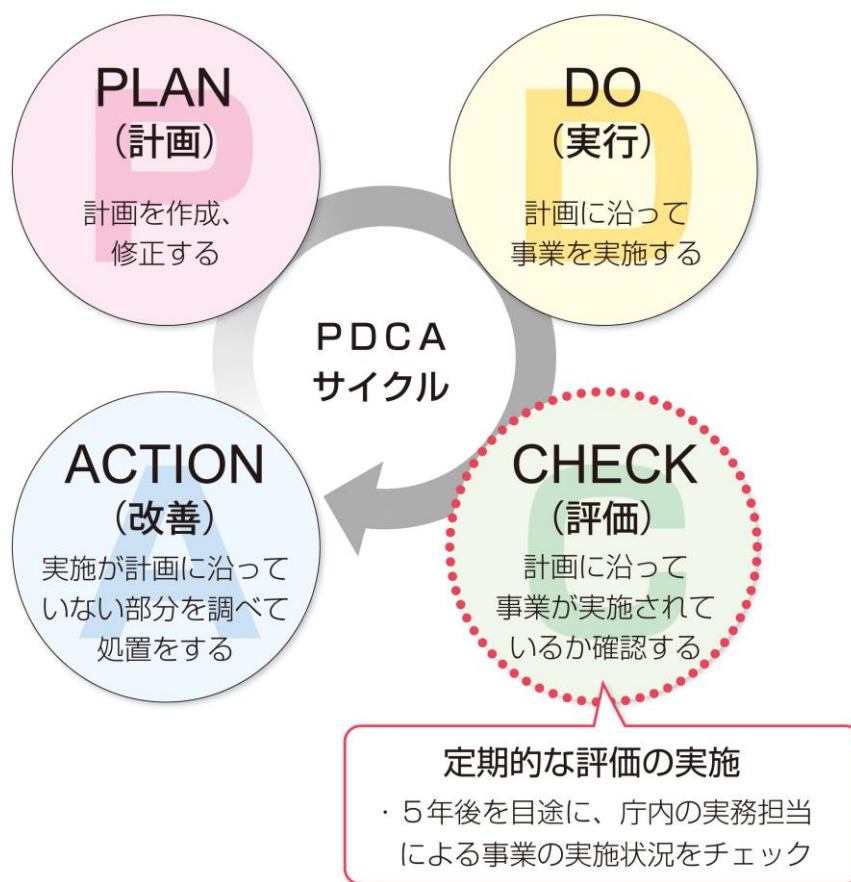 PLAN
（計画）
計画を作成、
修正する
DO
（実行）
計画に沿って
事業を実施する
PDCA
サイクル
ACTION
（改善）
実施が計画に沿って
いない部分を調べて
処置をする
CHECK
（評価）
計画に沿って
事業が実施されて
いるか確認する
定期的な評価の実施
・５年後を目途に、庁内の実務担当
による事業の実施状況をチェック
P
D
A
C